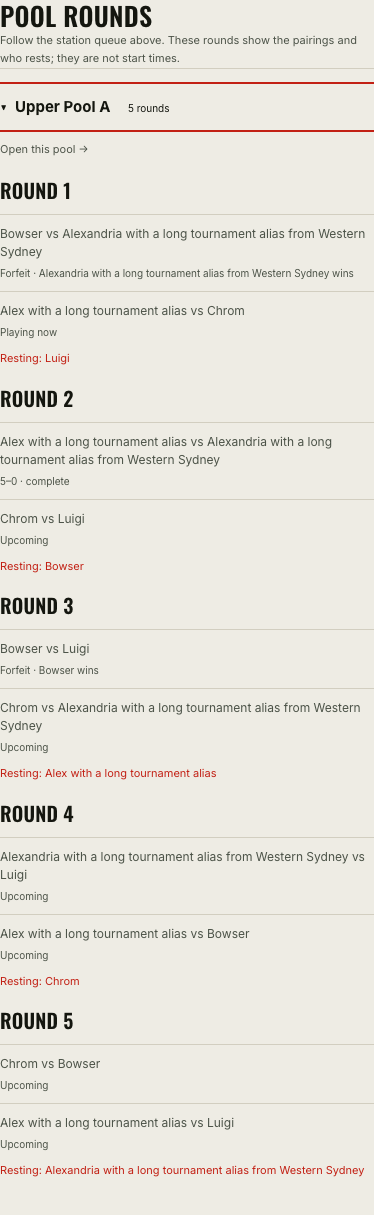 POOL ROUNDS
Follow the station queue above. These rounds show the pairings and
who rests; they are not start times.
▾ Upper Pool A 5 rounds
Open this pool →
ROUND 1
Bowser vs Alexandria with a long tournament alias from Western
Sydney
Forfeit · Alexandria with a long tournament alias from Western Sydney wins
Alex with a long tournament alias vs Chrom
Playing now
Resting: Luigi
ROUND 2
Alex with a long tournament alias vs Alexandria with a long
tournament alias from Western Sydney
5–0 · complete
Chrom vs Luigi
Upcoming
Resting: Bowser
ROUND 3
Bowser vs Luigi
Forfeit · Bowser wins
Chrom vs Alexandria with a long tournament alias from Western
Sydney
Upcoming
Resting: Alex with a long tournament alias
ROUND 4
Alexandria with a long tournament alias from Western Sydney vs
Luigi
Upcoming
Alex with a long tournament alias vs Bowser
Upcoming
Resting: Chrom
ROUND 5
Chrom vs Bowser
Upcoming
Alex with a long tournament alias vs Luigi
Upcoming
Resting: Alexandria with a long tournament alias from Western Sydney